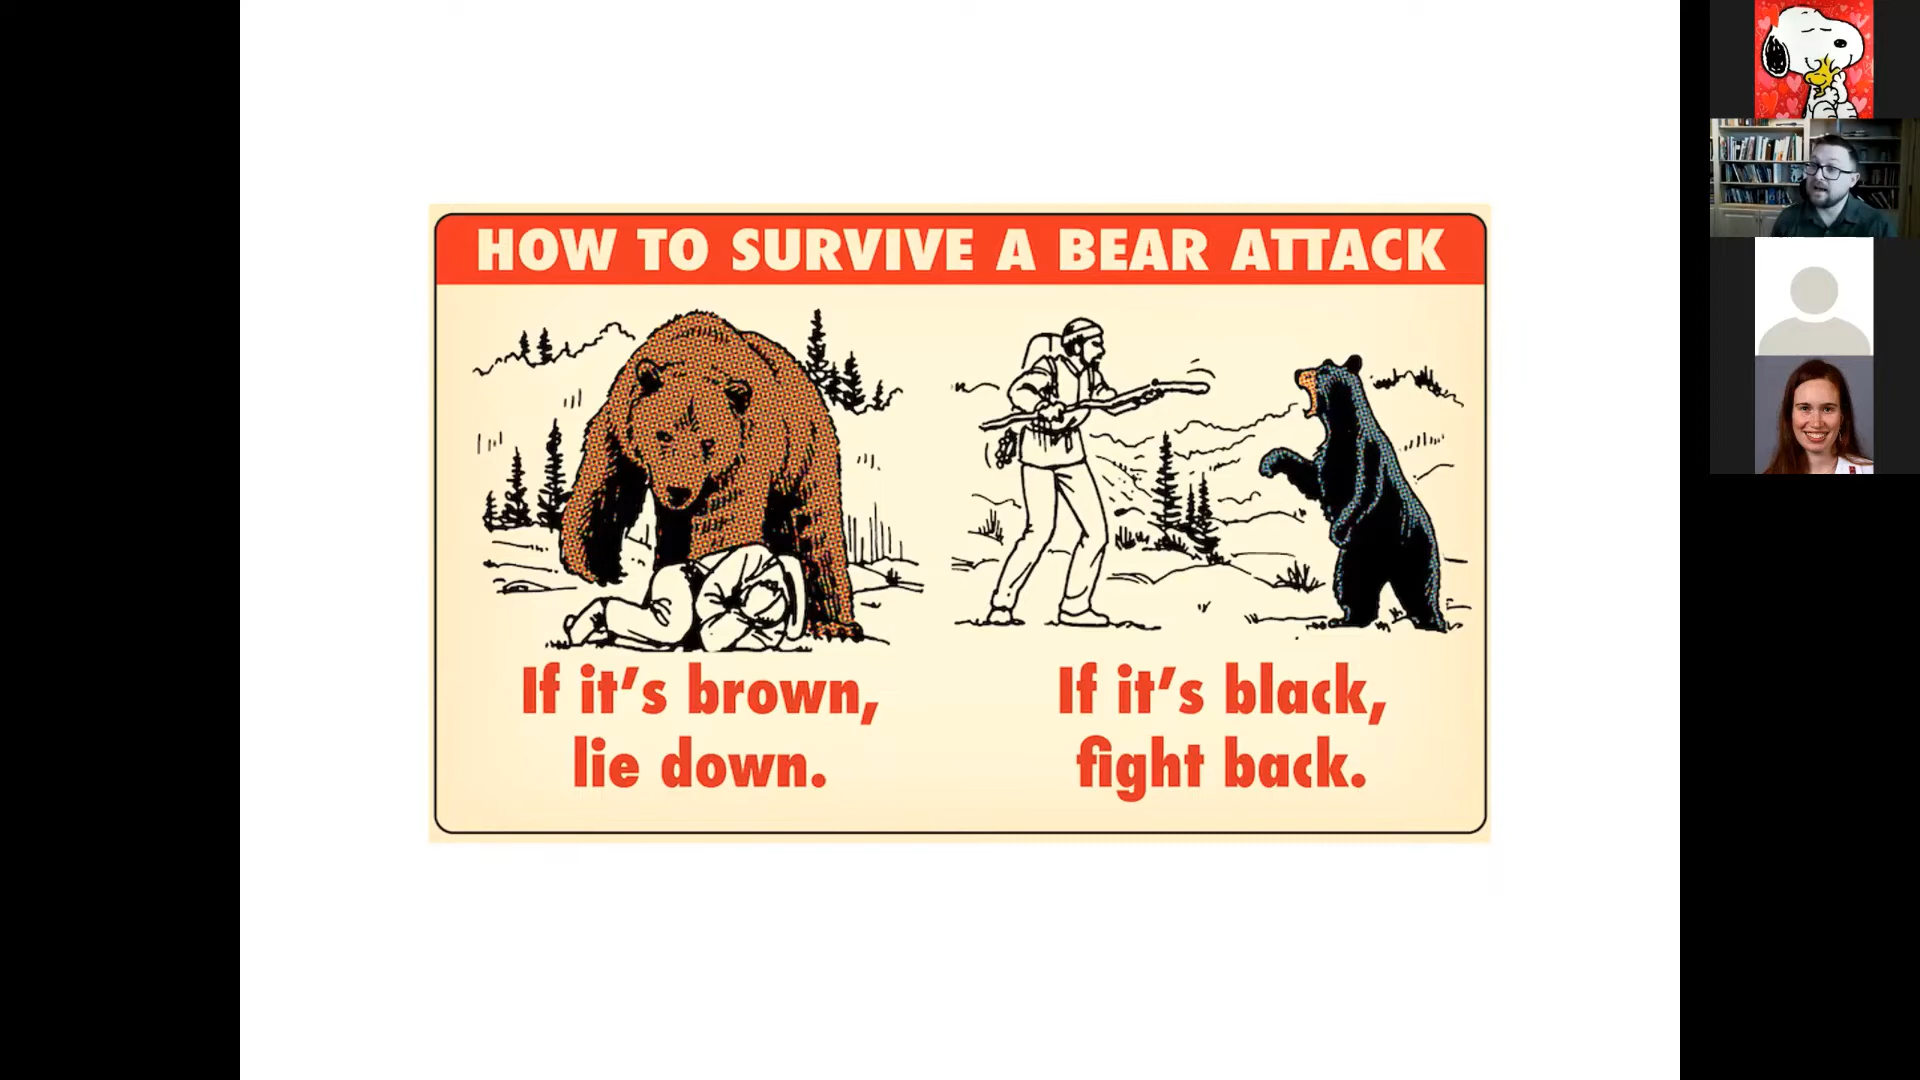 HOW TO SURVIVE A BEAR ATTACK
If it's brown,
lie down.
If it's black,
fight back.